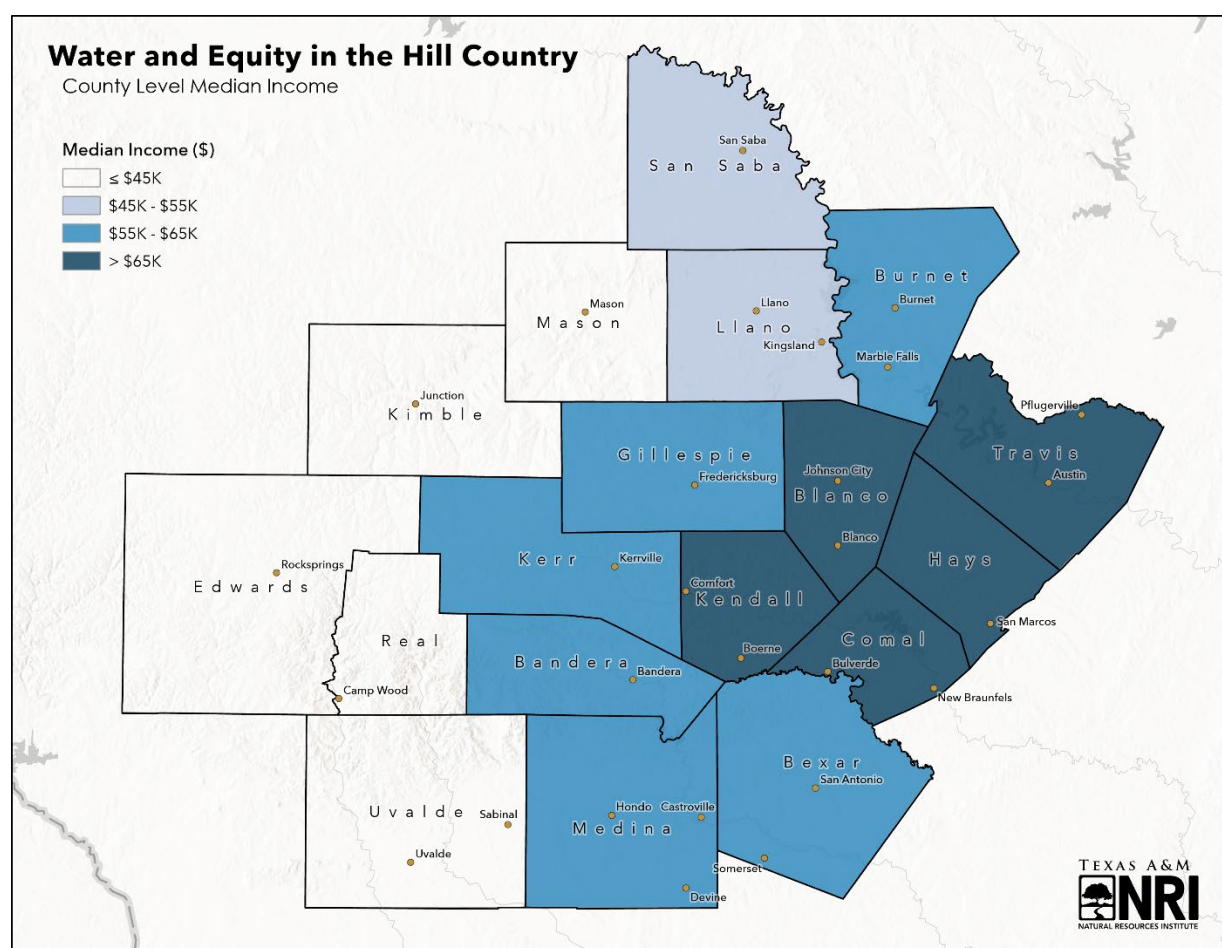 Water and Equity in the Hill Country
County Level Median Income
Median Income ($)
≤ $45K
$45K - $55K
$55K - $65K
> $65K
San Saba
San Saba
Burnet
Burnet
Marble Falls
Mason
Mason
Llano
Llano
Kingsland
Junction
Kimble
Pflugerville
Travis
Austin
Gillespie
Fredericksburg
Johnson City
Blanco
Blanco
Hays
San Marcos
Rocksprings
Edwards
Kerr
Kerrville
Comfort
Kendall
Boerne
Comal
Bulverde
New Braunfels
Real
Camp Wood
Bandera
Bandera
Bexar
San Antonio
Somerset
Uvalde
Sabinal
Uvalde
Hondo
Castroville
Medina
Devine
TEXAS A&M
NRI
NATURAL RESOURCES INSTITUTE